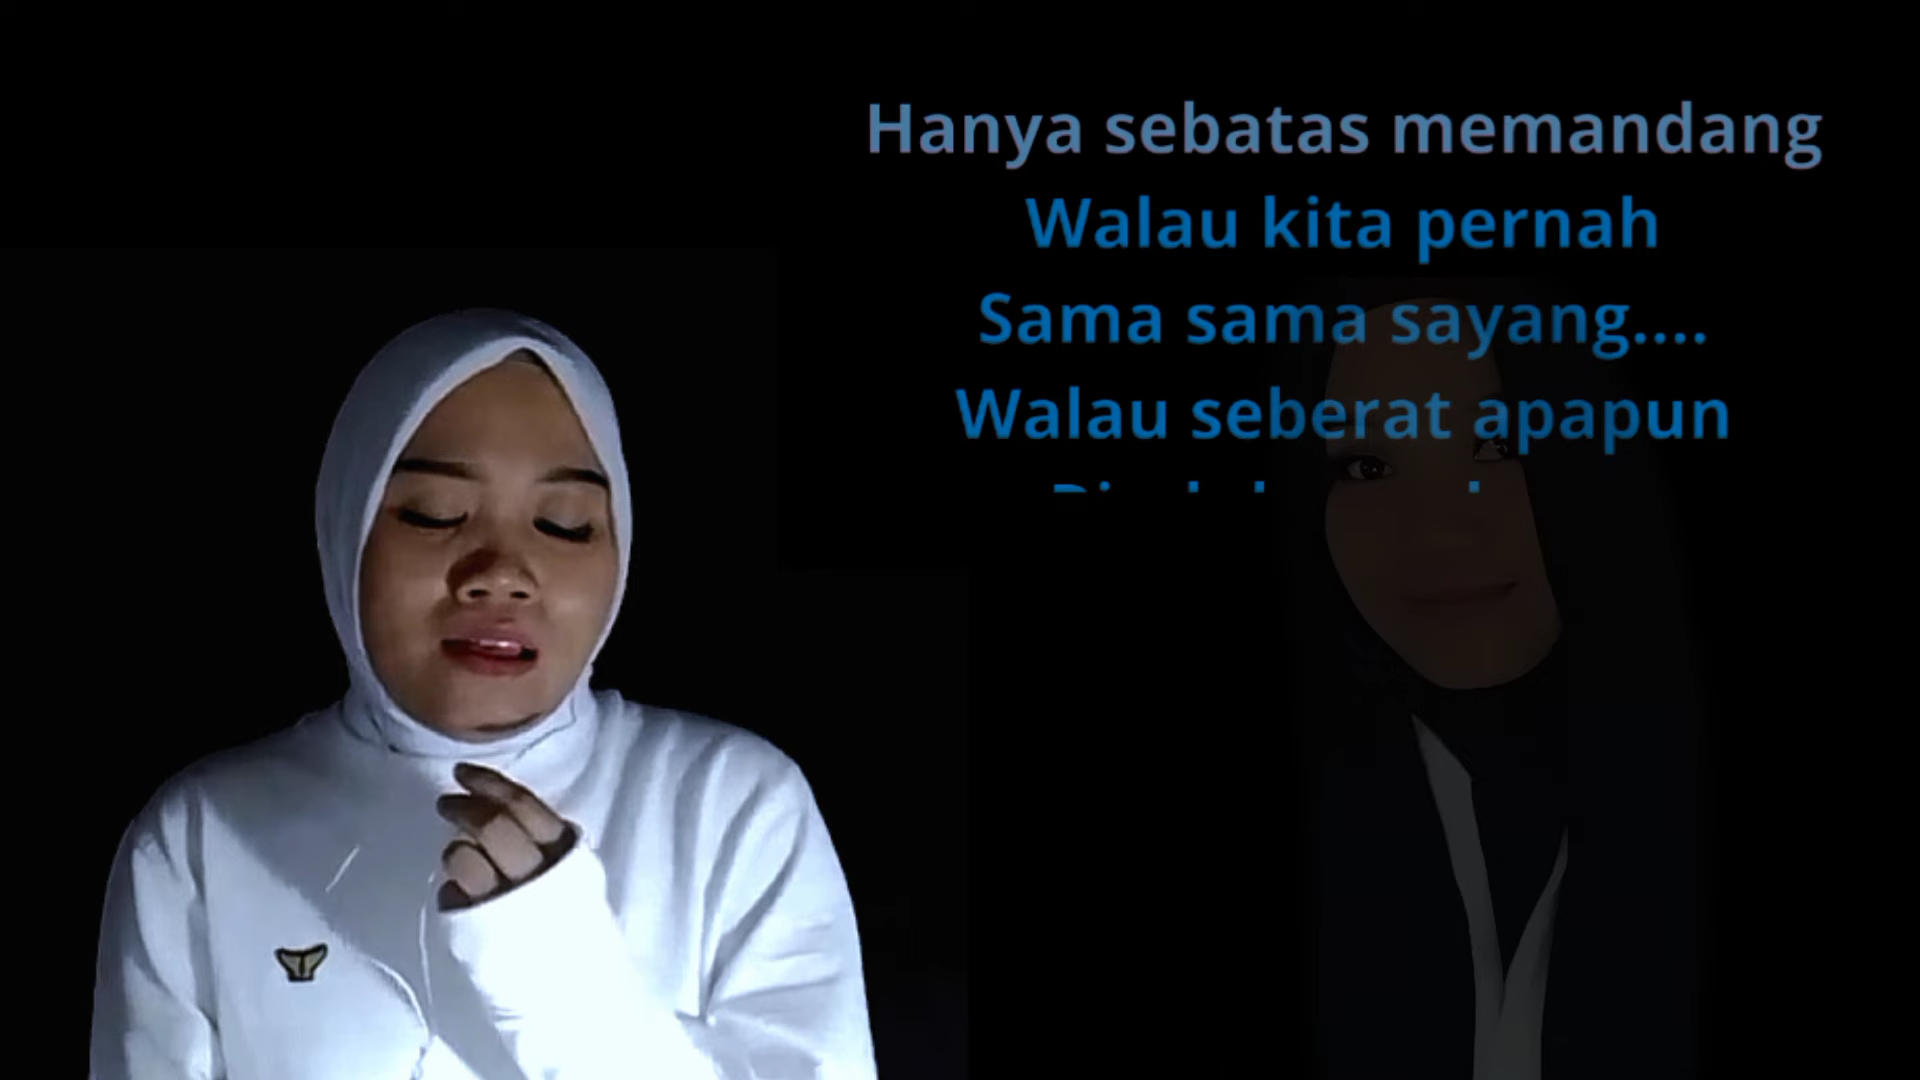 Hanya sebatas memandang
Walau kita pernah
Sama sama sayang....
Walau seberat apapun